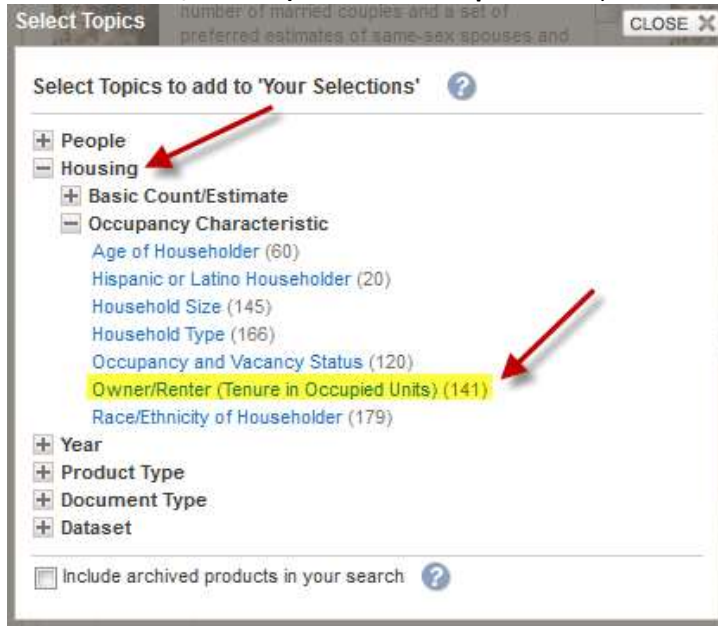 number of married couples and a set of
Select Topics
CLOSE X
preferred estimates of same-sex spouses and
Select Topics to add to 'Your Selections' ?
+ People
− Housing
+ Basic Count/Estimate
− Occupancy Characteristic
Age of Householder (60)
Hispanic or Latino Householder (20)
Household Size (145)
Household Type (166)
Occupancy and Vacancy Status (120)
Owner/Renter (Tenure in Occupied Units) (141)
Race/Ethnicity of Householder (179)
+ Year
+ Product Type
+ Document Type
+ Dataset
Include archived products in your search ?